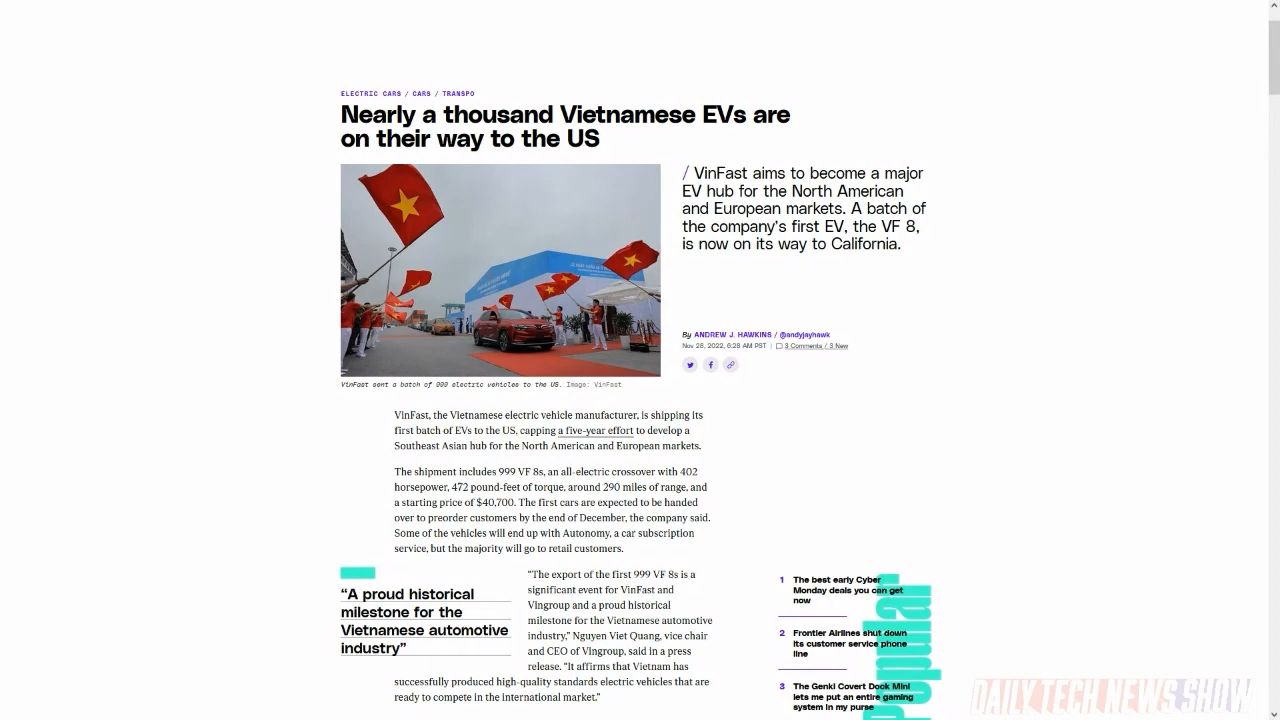 ELECTRIC CARS / CARS / TRANSPO
Nearly a thousand Vietnamese EVs are
on their way to the US
/ VinFast aims to become a major
EV hub for the North American
and European markets. A batch of
the company's first EV, the VF 8,
is now on its way to California.
By ANDREW J. HAWKINS / @andyjayhawk
Nov 28, 2022, 6:28 AM PST | 3 Comments / 3 New
VinFast sent a batch of 999 electric vehicles to the US. Image: VinFast
VinFast, the Vietnamese electric vehicle manufacturer, is shipping its
first batch of EVs to the US, capping a five-year effort to develop a
Southeast Asian hub for the North American and European markets.
The shipment includes 999 VF 8s, an all-electric crossover with 402
horsepower, 472 pound-feet of torque, around 290 miles of range, and
a starting price of $40,700. The first cars are expected to be handed
over to preorder customers by the end of December, the company said.
Some of the vehicles will end up with Autonomy, a car subscription
service, but the majority will go to retail customers.
“A proud historical
milestone for the
Vietnamese automotive
industry”
“The export of the first 999 VF 8s is a
significant event for VinFast and
VIngroup and a proud historical
milestone for the Vietnamese automotive
industry,” Nguyen Viet Quang, vice chair
and CEO of VIngroup, said in a press
release. “It affirms that Vietnam has
successfully produced high-quality standards electric vehicles that are
ready to compete in the international market.”
Popular
1 The best early Cyber
Monday deals you can get
now
2 Frontier Airlines shut down
its customer service phone
line
3 The Genki Covert Dock Mini
lets me put an entire gaming
system in my purse
DAILY TECH NEWS SHOW